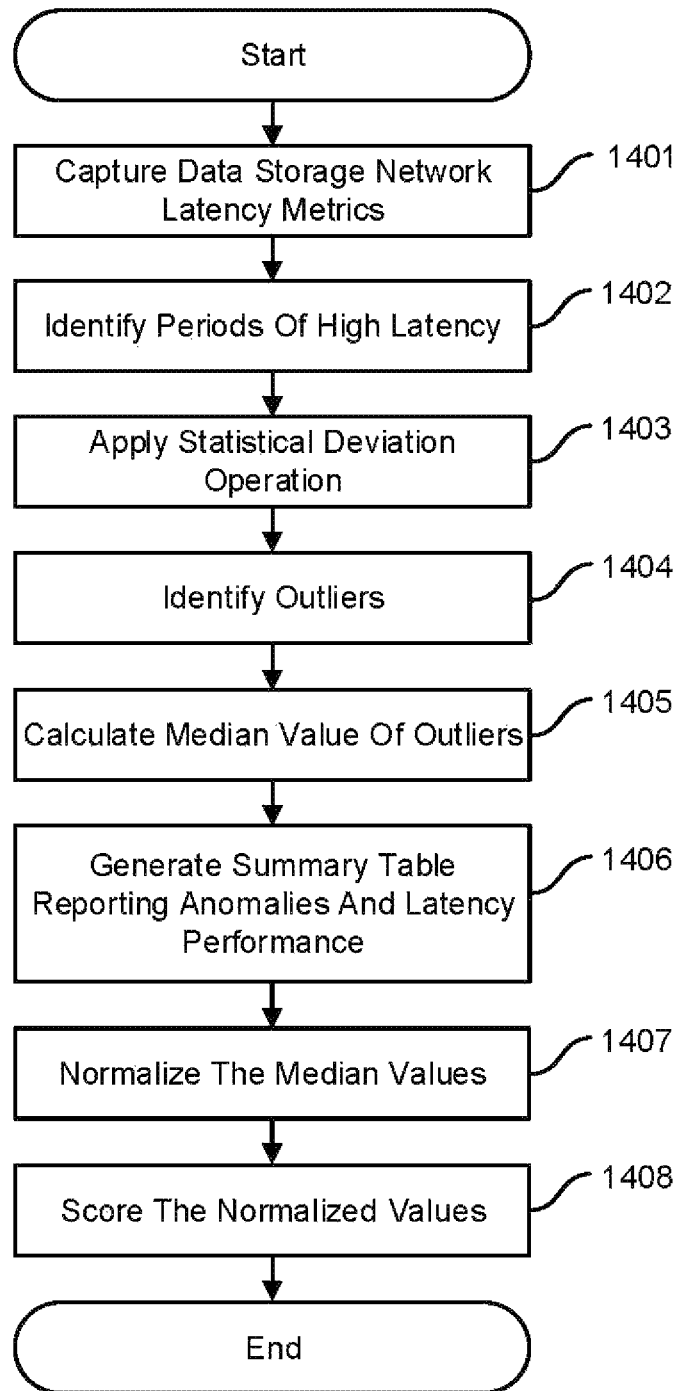 Start
Capture Data Storage Network
Latency Metrics
1401
Identify Periods Of High Latency
1402
Apply Statistical Deviation
Operation
1403
Identify Outliers
1404
Calculate Median Value Of Outliers
1405
Generate Summary Table
Reporting Anomalies And Latency
Performance
1406
Normalize The Median Values
1407
Score The Normalized Values
1408
End